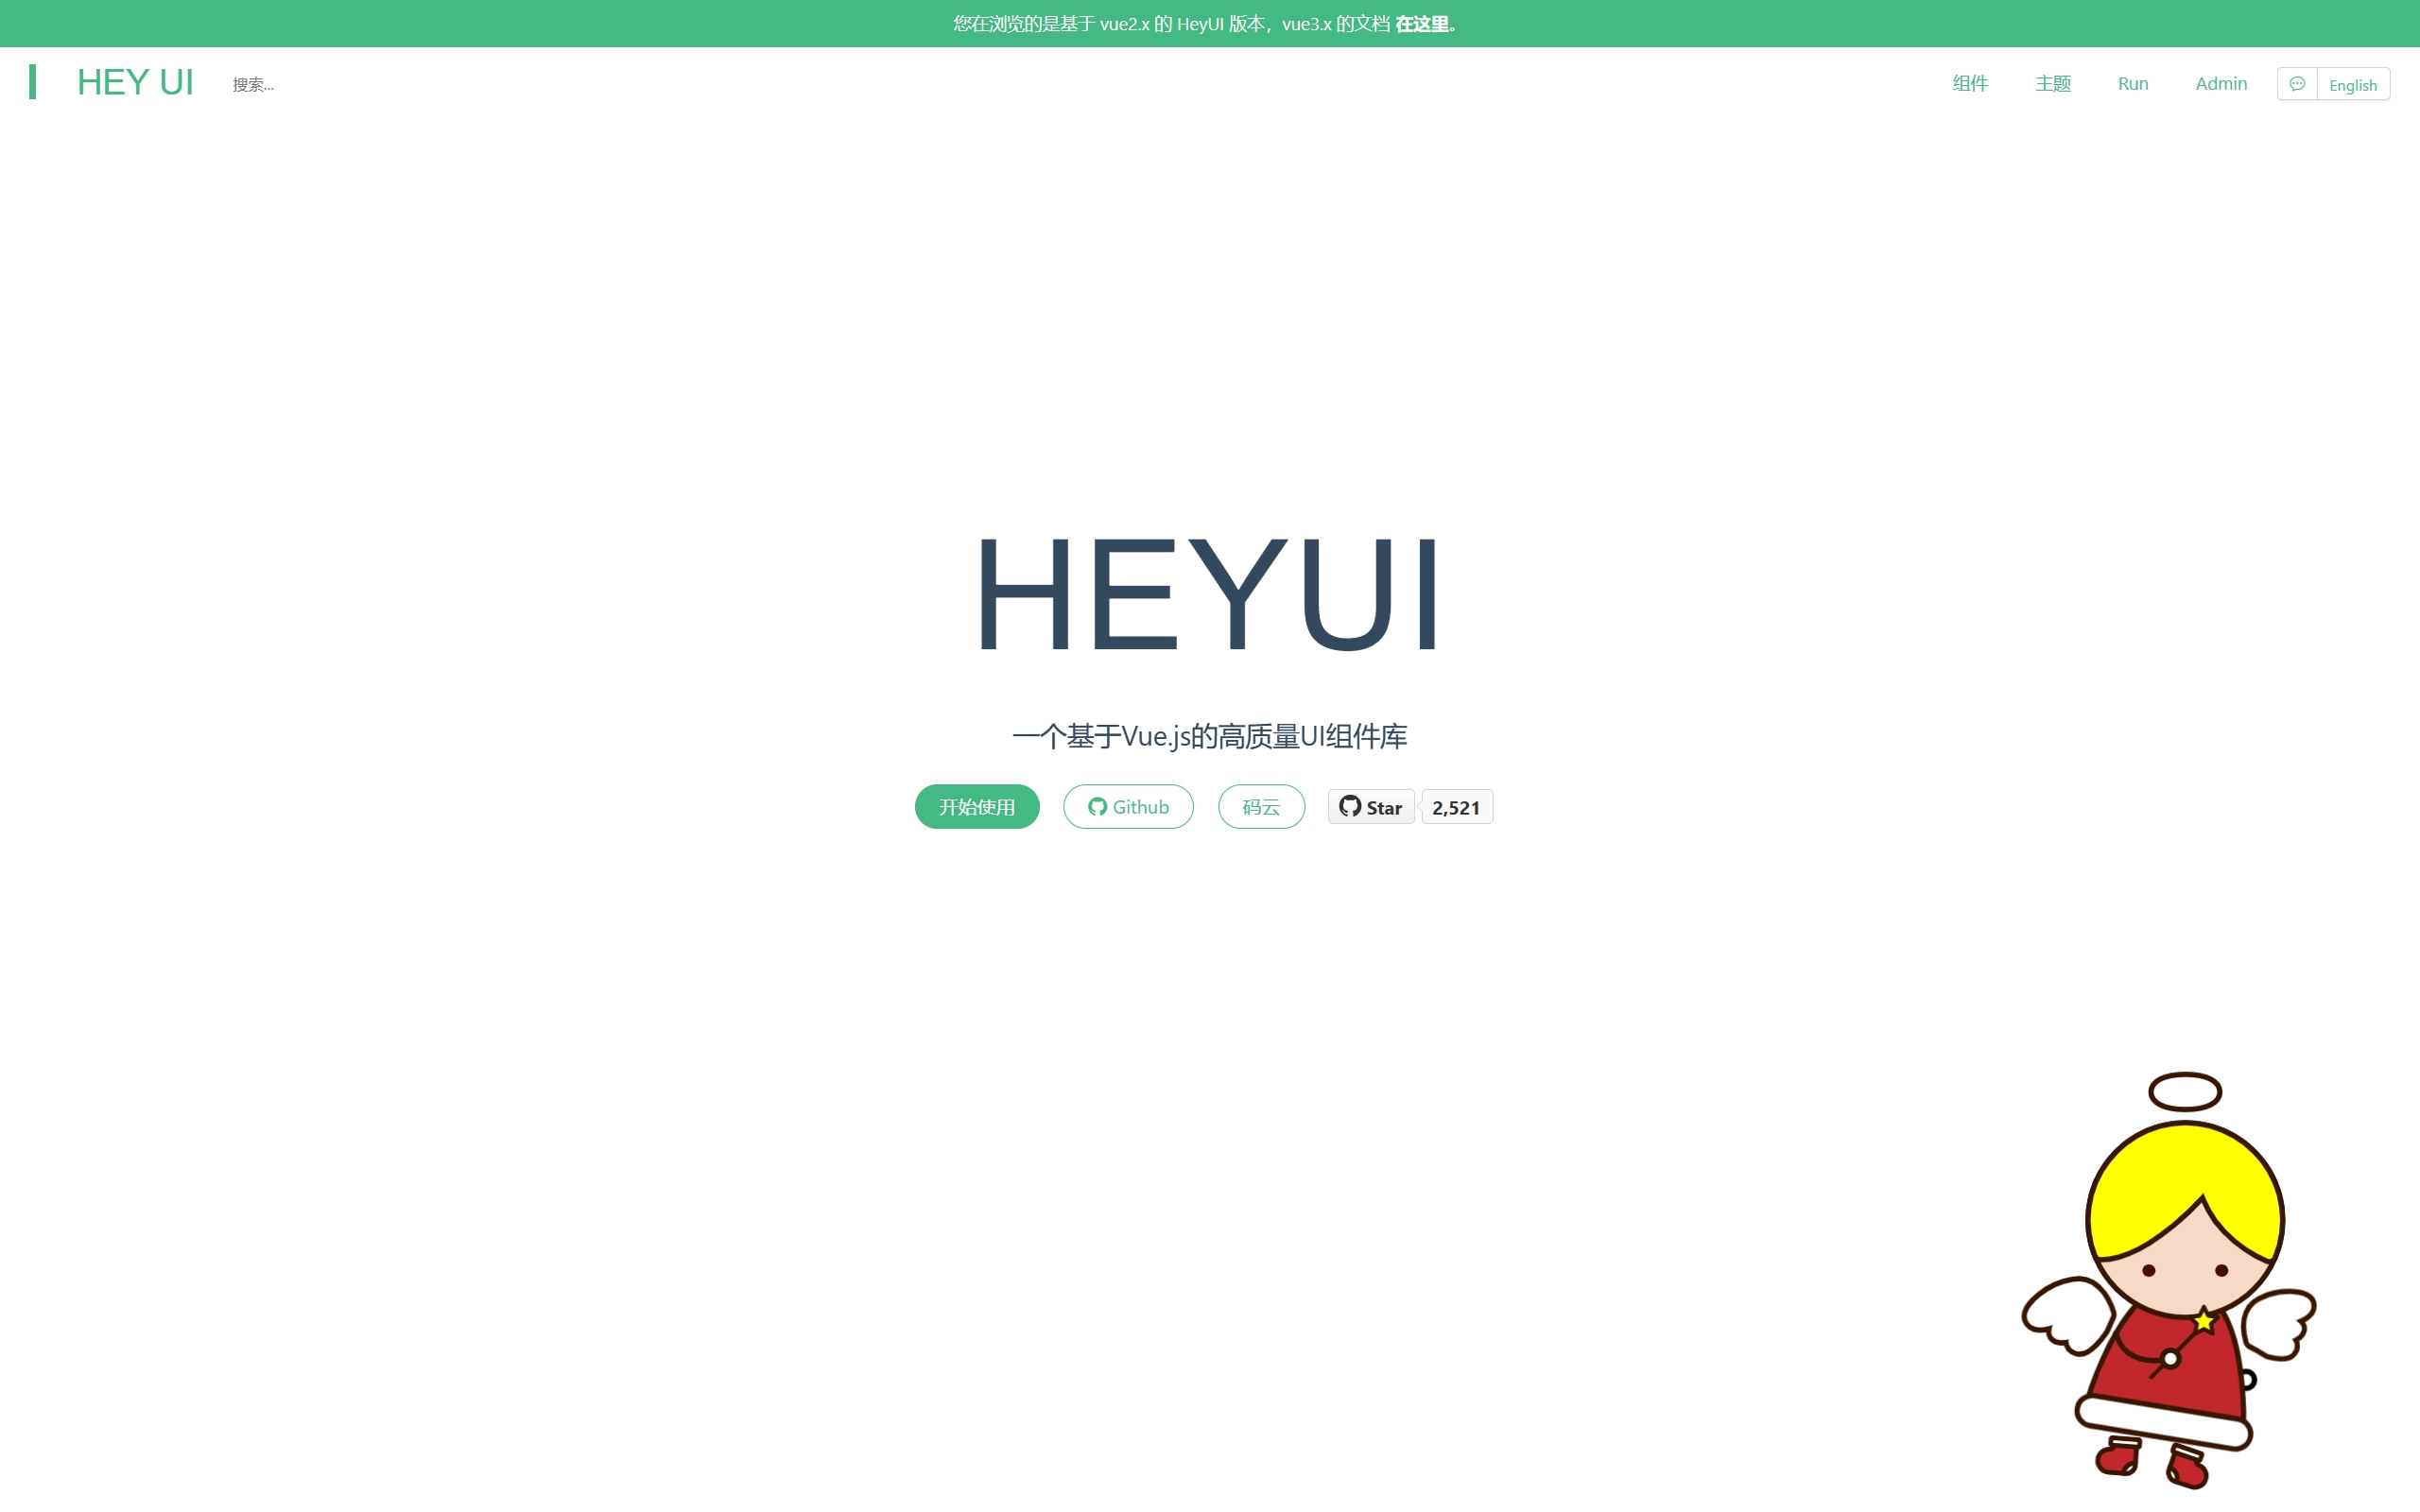 您在浏览的是基于 vue2.x 的 HeyUI 版本，vue3.x 的文档 在这里。
HEY UI 搜索... 组件 主题 Run Admin English
HEYUI
一个基于Vue.js的高质量UI组件库
开始使用 Github 码云 Star 2,521